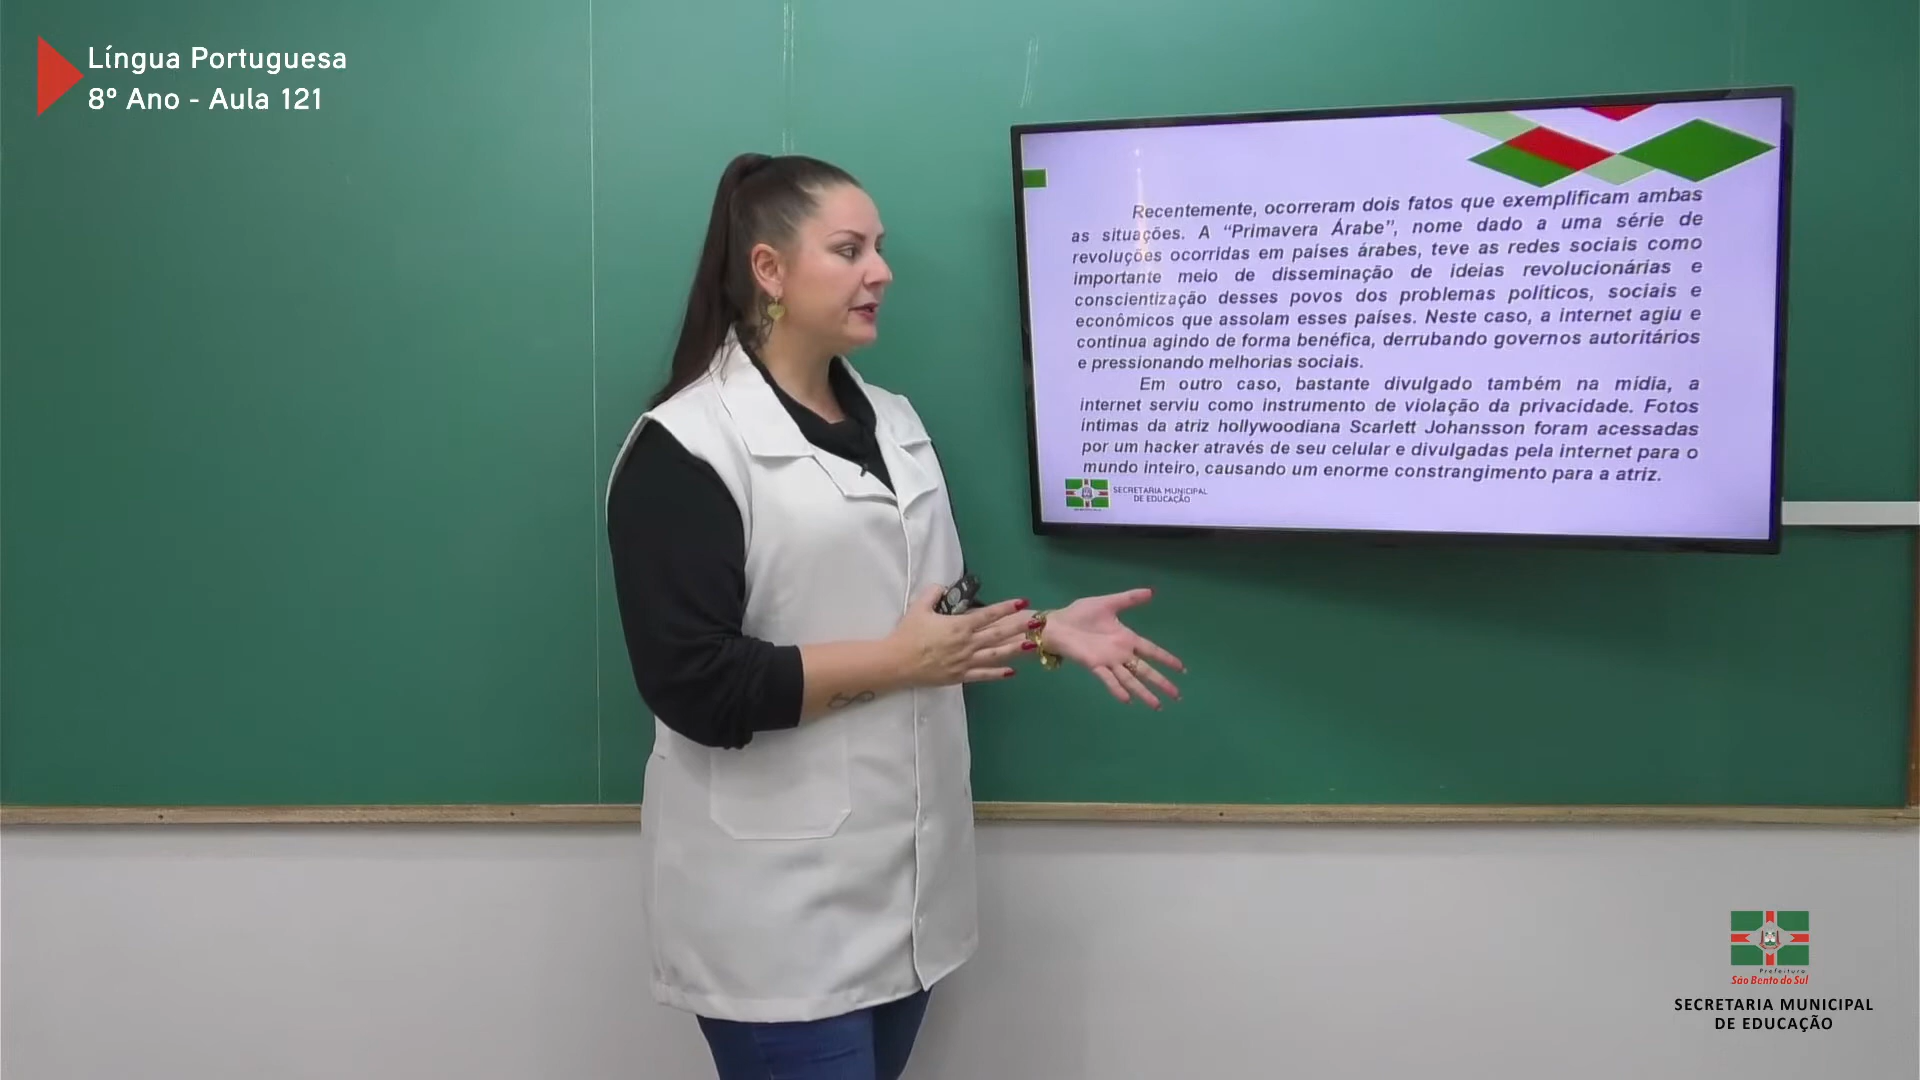 Língua Portuguesa
8º Ano - Aula 121
Recentemente, ocorreram dois fatos que exemplificam ambas
as situações. A “Primavera Árabe”, nome dado a uma série de
revoluções ocorridas em países árabes, teve as redes sociais como
importante meio de disseminação de ideias revolucionárias e
conscientização desses povos dos problemas políticos, sociais e
econômicos que assolam esses países. Neste caso, a internet agiu e
continua agindo de forma benéfica, derrubando governos autoritários
e pressionando melhorias sociais.
Em outro caso, bastante divulgado também na mídia, a
internet serviu como instrumento de violação da privacidade. Fotos
íntimas da atriz hollywoodiana Scarlett Johansson foram acessadas
por um hacker através de seu celular e divulgadas pela internet para o
mundo inteiro, causando um enorme constrangimento para a atriz.
SECRETARIA MUNICIPAL
DE EDUCAÇÃO
Prefeitura
São Bento do Sul
SECRETARIA MUNICIPAL
DE EDUCAÇÃO